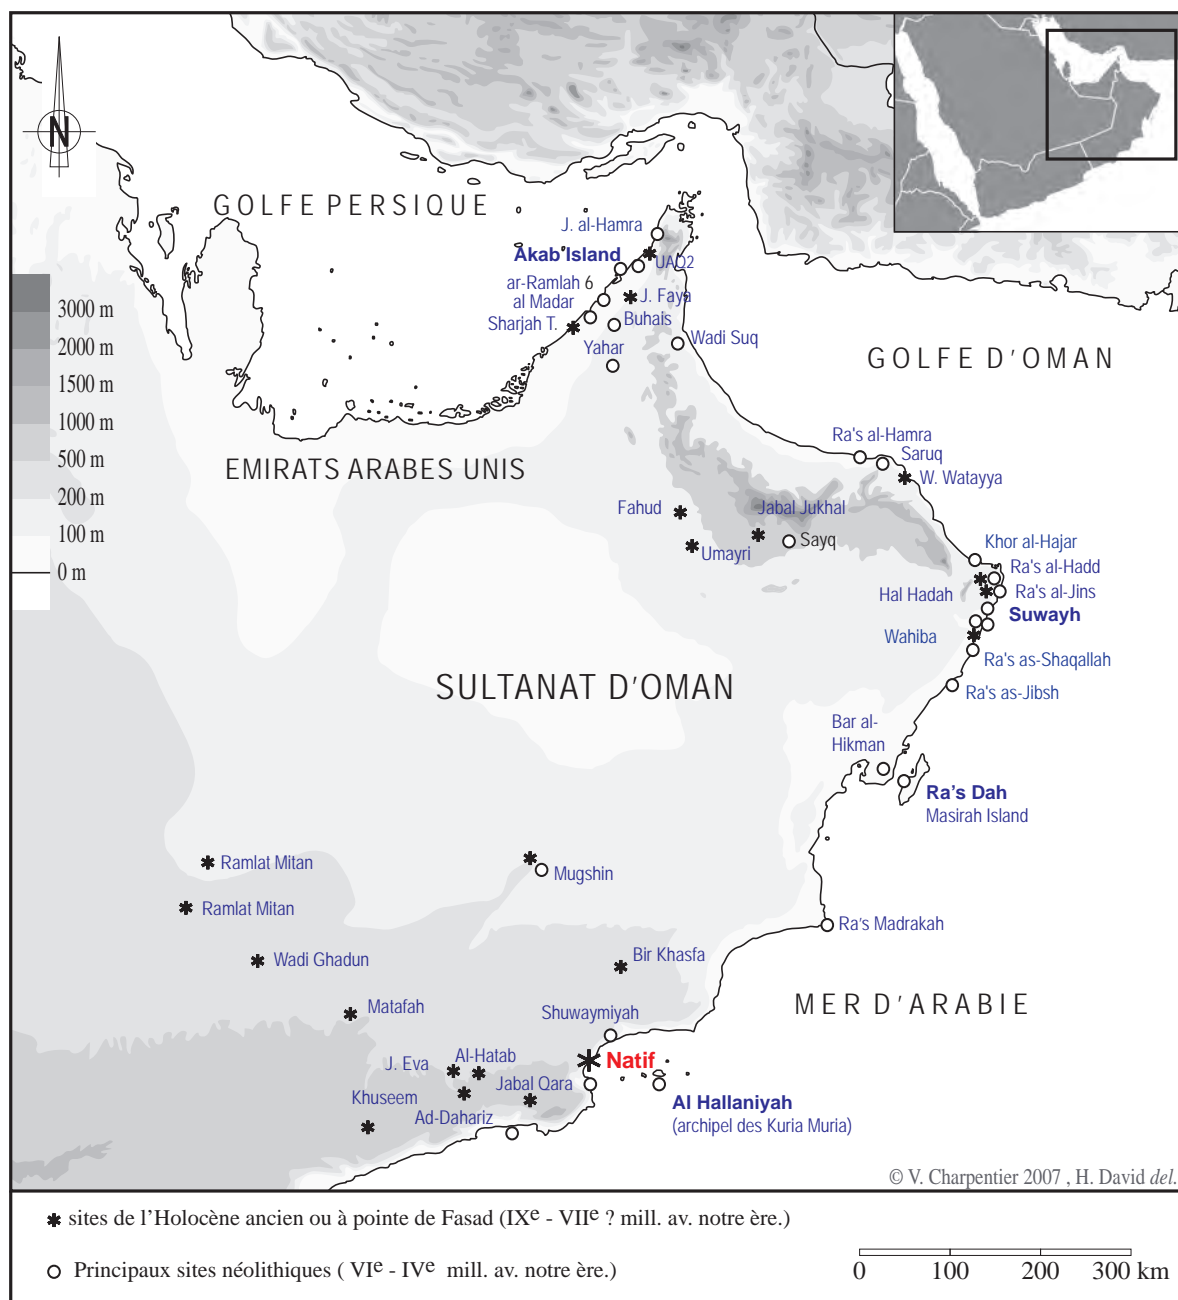 N
GOLFE PERSIQUE
J. al-Hamra
Akab Island
UAQ2
ar-Ramlah 6
al Madar
J. Faya
Sharjah T.
Buhais
Yahar
Wadi Suq
GOLFE D'OMAN
3000 m
2000 m
1500 m
1000 m
500 m
200 m
100 m
0 m
EMIRATS ARABES UNIS
Ra's al-Hamra
Saruq
W. Watayya
Fahud
Jabal Jukhal
Umayri
Sayq
Khor al-Hajar
Ra's al-Hadd
Hal Hadah
Ra's al-Jins
Suwayh
Wahiba
Ra's as-Shaqallah
SULTANAT D'OMAN
Ra's as-Jibsh
Bar al-
Hikman
Ra's Dah
Masirah Island
Ramlat Mitan
Mugshin
Ramlat Mitan
Ra's Madrakah
Wadi Ghadun
Bir Khasfa
Matafah
MER D'ARABIE
Shuwaymiyah
Natif
J. Eva
Al-Hatab
Jabal Qara
Khuseem
Ad-Dahariz
Al Hallaniyah
(archipel des Kuria Muria)
© V. Charpentier 2007 , H. David del.
sites de l'Holocène ancien ou à pointe de Fasad (IXe - VIIe ? mill. av. notre ère.)
Principaux sites néolithiques ( VIe - IVe mill. av. notre ère.)
0 100 200 300 km